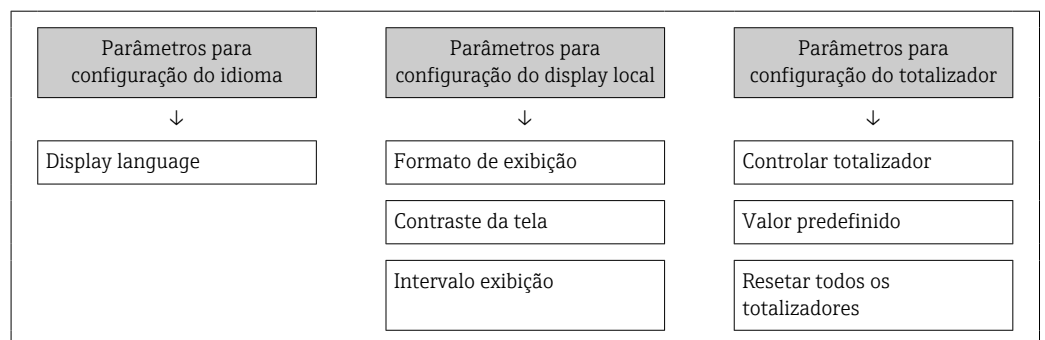 Parâmetros para
configuração do idioma
↓
Display language
Parâmetros para
configuração do display local
↓
Formato de exibição
Contraste da tela
Intervalo exibição
Parâmetros para
configuração do totalizador
↓
Controlar totalizador
Valor predefinido
Resetar todos os
totalizadores